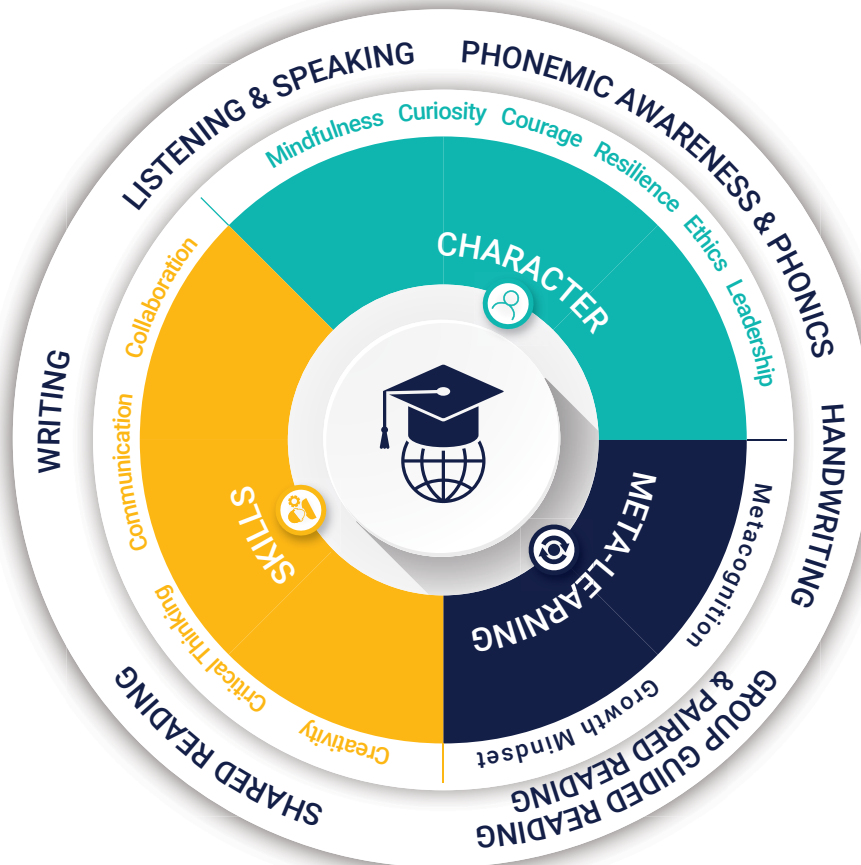 LISTENING & SPEAKING
PHONEMIC AWARENESS & PHONICS
HANDWRITING
GROUP GUIDED READING
& PAIRED READING
SHARED READING
WRITING
Mindfulness
Curiosity
Courage
Resilience
Ethics
Leadership
Metacognition
Growth Mindset
Creativity
Critical Thinking
Communication
Collaboration
CHARACTER
META-LEARNING
SKILLS